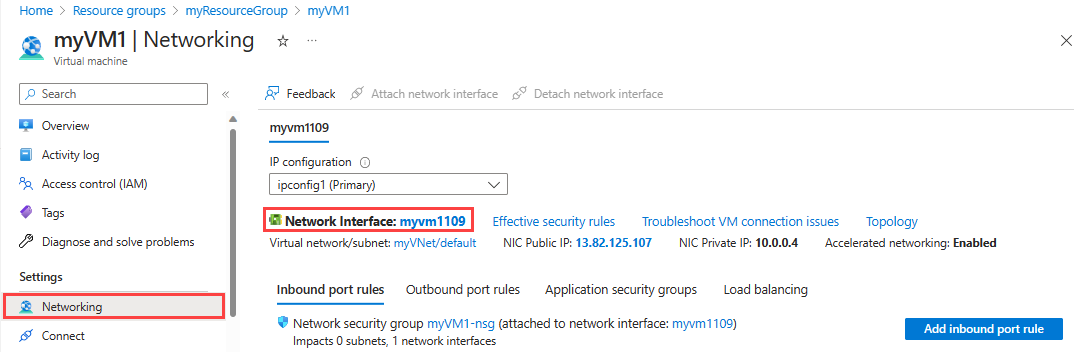 Home > Resource groups > myResourceGroup > myVM1
myVM1 | Networking ☆ ...
Virtual machine
Search
«
Feedback
Attach network interface
Detach network interface
Overview
Activity log
Access control (IAM)
Tags
Diagnose and solve problems
Settings
Networking
Connect
myvm1109
IP configuration
ipconfig1 (Primary)
Network Interface: myvm1109 Effective security rules Troubleshoot VM connection issues Topology
Virtual network/subnet: myVNet/default NIC Public IP: 13.82.125.107 NIC Private IP: 10.0.0.4 Accelerated networking: Enabled
Inbound port rules Outbound port rules Application security groups Load balancing
Network security group myVM1-nsg (attached to network interface: myvm1109)
Impacts 0 subnets, 1 network interfaces
Add inbound port rule